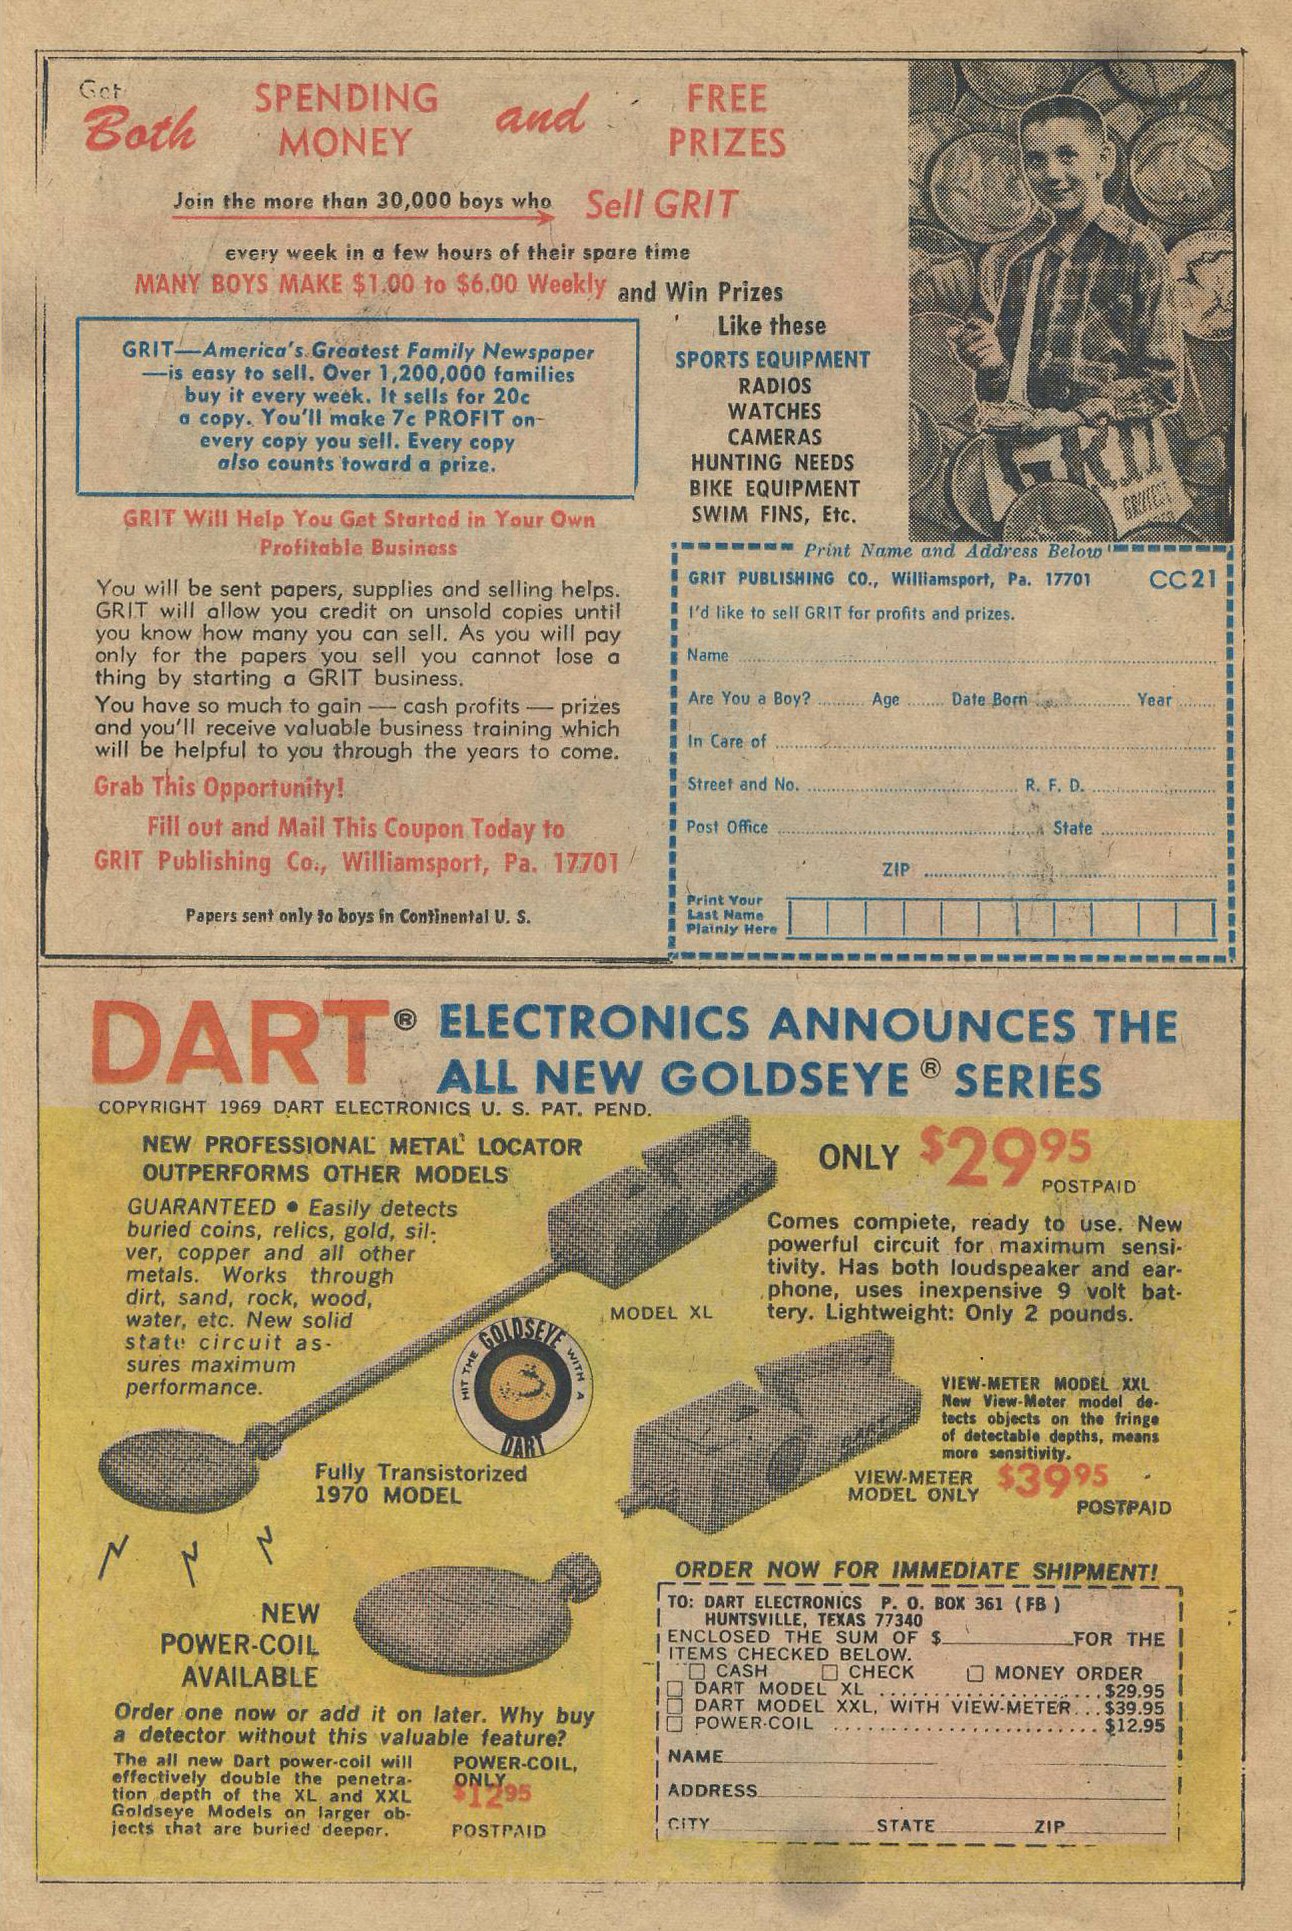 Get
Both
SPENDING
MONEY
and
FREE
PRIZES
Join the more than 30,000 boys who
Sell GRIT
every week in a few hours of their spare time
MANY BOYS MAKE $1.00 to $6.00 Weekly and Win Prizes
Like these
SPORTS EQUIPMENT
RADIOS
WATCHES
CAMERAS
HUNTING NEEDS
BIKE EQUIPMENT
SWIM FINS, Etc.
GRIT—America's Greatest Family Newspaper
—is easy to sell. Over 1,200,000 families
buy it every week. It sells for 20c
a copy. You'll make 7c PROFIT on
every copy you sell. Every copy
also counts toward a prize.
GRIT Will Help You Get Started in Your Own
Profitable Business
You will be sent papers, supplies and selling helps.
GRIT will allow you credit on unsold copies until
you know how many you can sell. As you will pay
only for the papers you sell you cannot lose a
thing by starting a GRIT business.
You have so much to gain — cash profits — prizes
and you'll receive valuable business training which
will be helpful to you through the years to come.
Grab This Opportunity!
Fill out and Mail This Coupon Today to
GRIT Publishing Co., Williamsport, Pa. 17701
Papers sent only to boys in Continental U. S.
GRIT
Print Name and Address Below
GRIT PUBLISHING CO., Williamsport, Pa. 17701 CC21
I'd like to sell GRIT for profits and prizes.
Name
Are You a Boy? Age Date Born Year
In Care of
Street and No. R. F. D.
Post Office State
ZIP
Print Your
Last Name
Plainly Here
DART® ELECTRONICS ANNOUNCES THE
ALL NEW GOLDSEYE® SERIES
COPYRIGHT 1969 DART ELECTRONICS U. S. PAT. PEND.
NEW PROFESSIONAL METAL LOCATOR
OUTPERFORMS OTHER MODELS
GUARANTEED • Easily detects
buried coins, relics, gold, sil-
ver, copper and all other
metals. Works through
dirt, sand, rock, wood,
water, etc. New solid
state circuit as-
sures maximum
performance.
MODEL XL
HIT THE GOLDSEYE WITH A DART
Fully Transistorized
1970 MODEL
ONLY $29.95
POSTPAID
Comes complete, ready to use. New
powerful circuit for maximum sensi-
tivity. Has both loudspeaker and ear-
phone, uses inexpensive 9 volt bat-
tery. Lightweight: Only 2 pounds.
VIEW-METER MODEL XXL
New View-Meter model de-
tects objects on the fringe
of detectable depths, means
more sensitivity.
DART
VIEW-METER
MODEL ONLY $39.95
POSTPAID
NEW
POWER-COIL
AVAILABLE
Order one now or add it on later. Why buy
a detector without this valuable feature?
The all new Dart power-coil will
effectively double the penetra-
tion depth of the XL and XXL
Goldseye Models on larger ob-
jects that are buried deeper.
POWER-COIL,
ONLY
$12.95
POSTPAID
ORDER NOW FOR IMMEDIATE SHIPMENT!
TO: DART ELECTRONICS P. O. BOX 361 (FB)
HUNTSVILLE, TEXAS 77340
ENCLOSED THE SUM OF $ FOR THE
ITEMS CHECKED BELOW.
□ CASH □ CHECK □ MONEY ORDER
□ DART MODEL XL ........ $29.95
□ DART MODEL XXL, WITH VIEW-METER...$39.95
□ POWER-COIL ........ $12.95
NAME
ADDRESS
CITY STATE ZIP